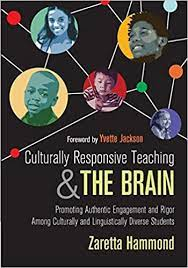 Foreword by Yvette Jackson
Culturally Responsive Teaching
& THE BRAIN
Promoting Authentic Engagement and Rigor
Among Culturally and Linguistically Diverse Students
Zaretta Hammond